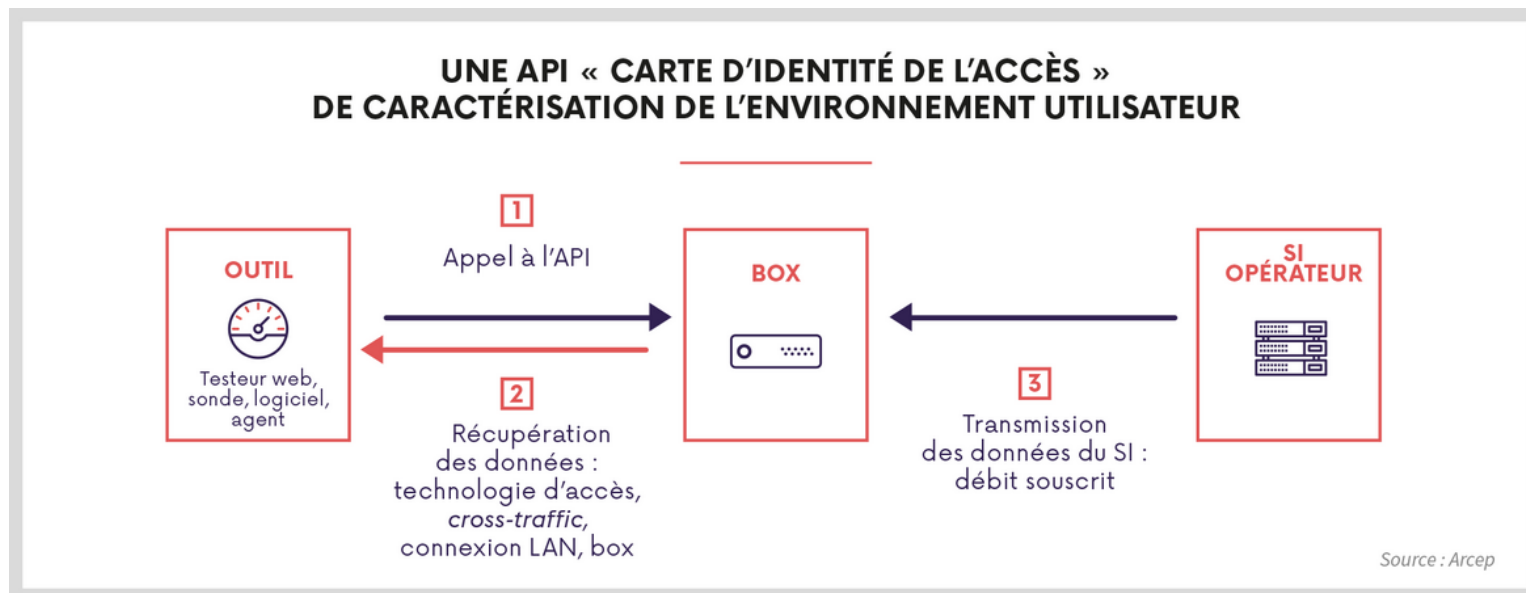 UNE API « CARTE D'IDENTITÉ DE L'ACCÈS »
DE CARACTÉRISATION DE L'ENVIRONNEMENT UTILISATEUR
OUTIL
Testeur web,
sonde, logiciel,
agent
1
Appel à l'API
2
Récupération
des données :
technologie d'accès,
cross-traffic,
connexion LAN, box
BOX
3
Transmission
des données du SI :
débit souscrit
SI
OPÉRATEUR
Source : Arcep